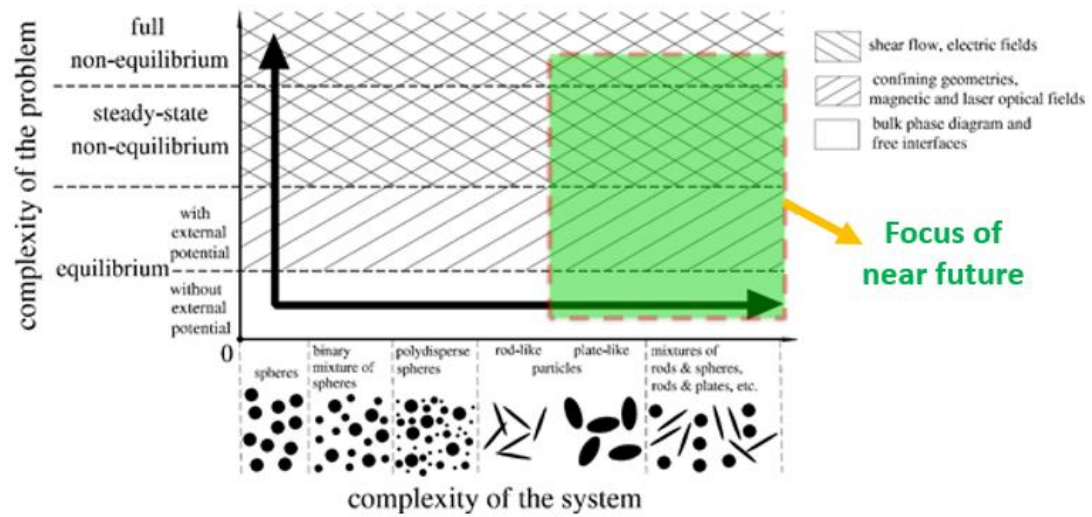 complexity of the problem
full
non-equilibrium
steady-state
non-equilibrium
with
external
potential
equilibrium
without
external
potential
0
shear flow, electric fields
confining geometries,
magnetic and laser optical fields
bulk phase diagram and
free interfaces
Focus of
near future
spheres
binary
mixture of
spheres
polydisperse
spheres
rod-like plate-like
particles
mixtures of
rods & spheres,
rods & plates, etc.
complexity of the system